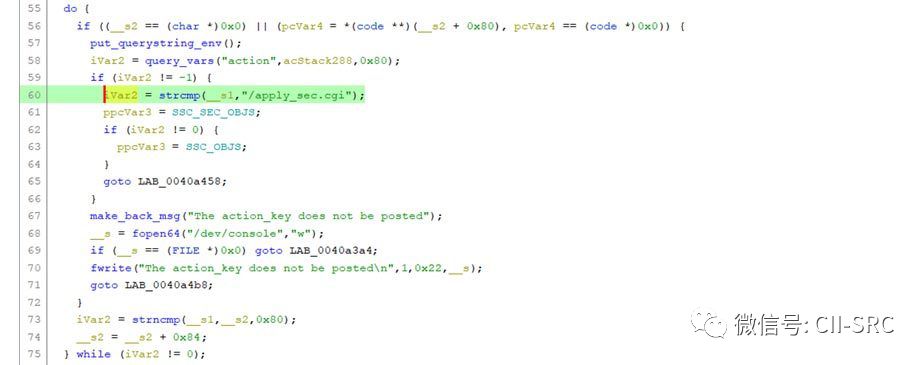 55 do {
56 if ((__s2 == (char *)0x0) || (pcVar4 = *(code **)(__s2 + 0x80), pcVar4 == (code *)0x0)) {
57 put_querystring_env();
58 iVar2 = query_vars("action",acStack288,0x80);
59 if (iVar2 != -1) {
60 iVar2 = strcmp(__s1,"/apply_sec.cgi");
61 ppcVar3 = SSC_SEC_OBJS;
62 if (iVar2 != 0) {
63 ppcVar3 = SSC_OBJS;
64 }
65 goto LAB_0040a458;
66 }
67 make_back_msg("The action_key does not be posted");
68 __s = fopen64("/dev/console","w");
69 if (__s == (FILE *)0x0) goto LAB_0040a3a4;
70 fwrite("The action_key does not be posted\n",1,0x22,__s);
71 goto LAB_0040a4b8;
72 }
73 iVar2 = strncmp(__s1,__s2,0x80);
74 __s2 = __s2 + 0x84;
75 } while (iVar2 != 0);
微信号: CII-SRC